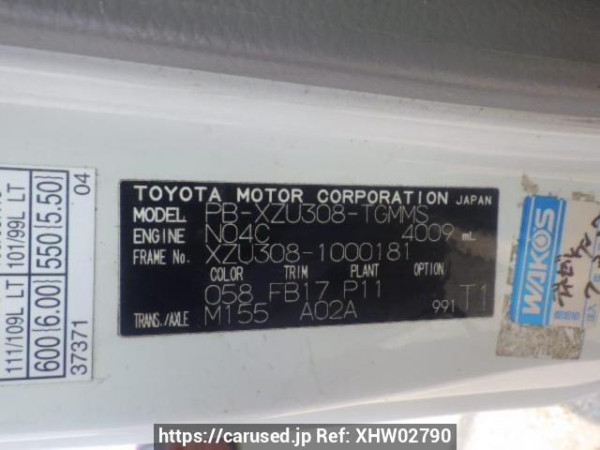 TOYOTA MOTOR CORPORATION JAPAN
MODEL PB-XZU308-TGMMS
ENGINE N04C 4009 mL
FRAME No. XZU308-1000181
COLOR TRIM PLANT OPTION
058 FB17 P11 T1
TRANS./AXLE M155 A02A 991
111/109L LT 101/99L LT
600(6.00) 550(5.50)
37371 04
WAKO'S
https://carused.jp Ref: XHW02790